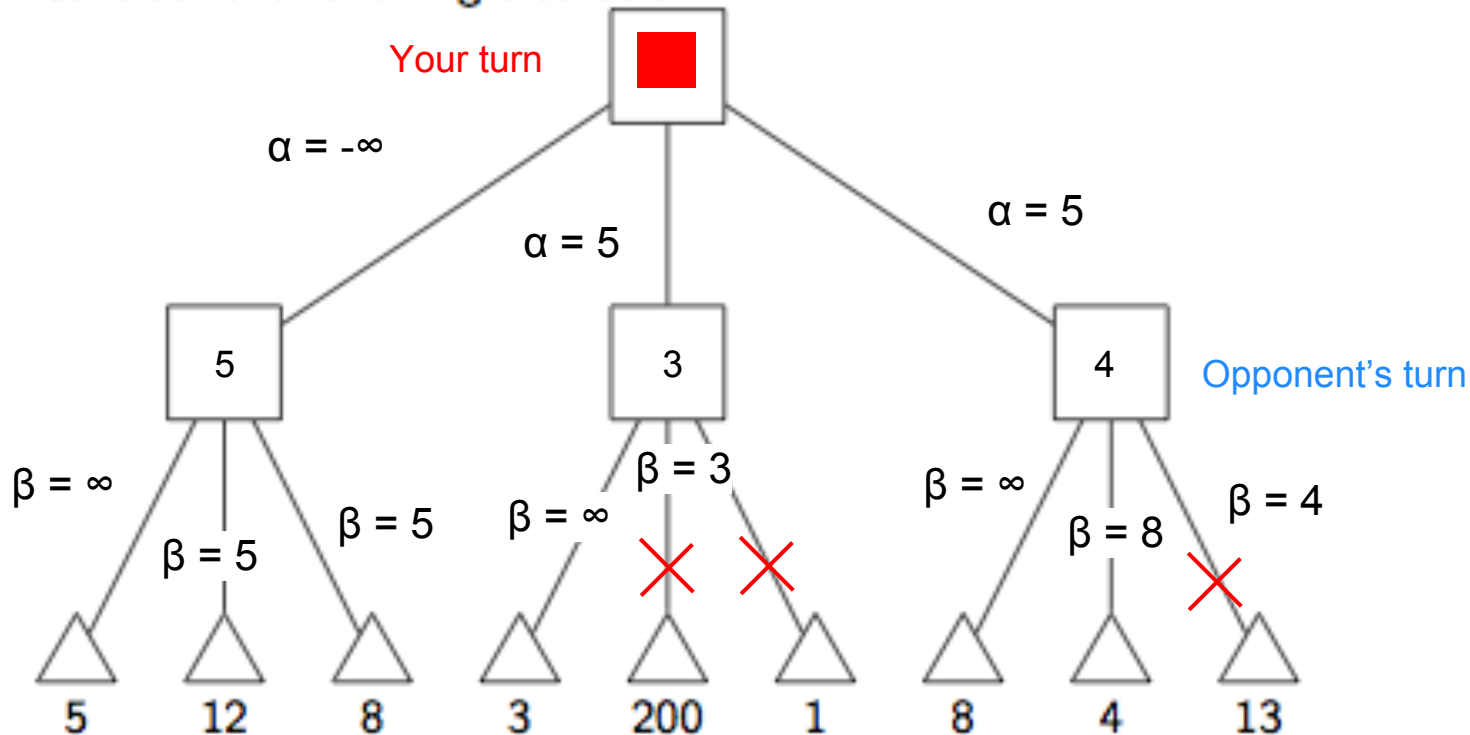 Your turn
α = -∞
α = 5
α = 5
5
3
4
Opponent's turn
β = ∞
β = 5
β = 5
β = ∞
β = 3
β = ∞
β = 8
β = 4
5 12 8 3 200 1 8 4 13